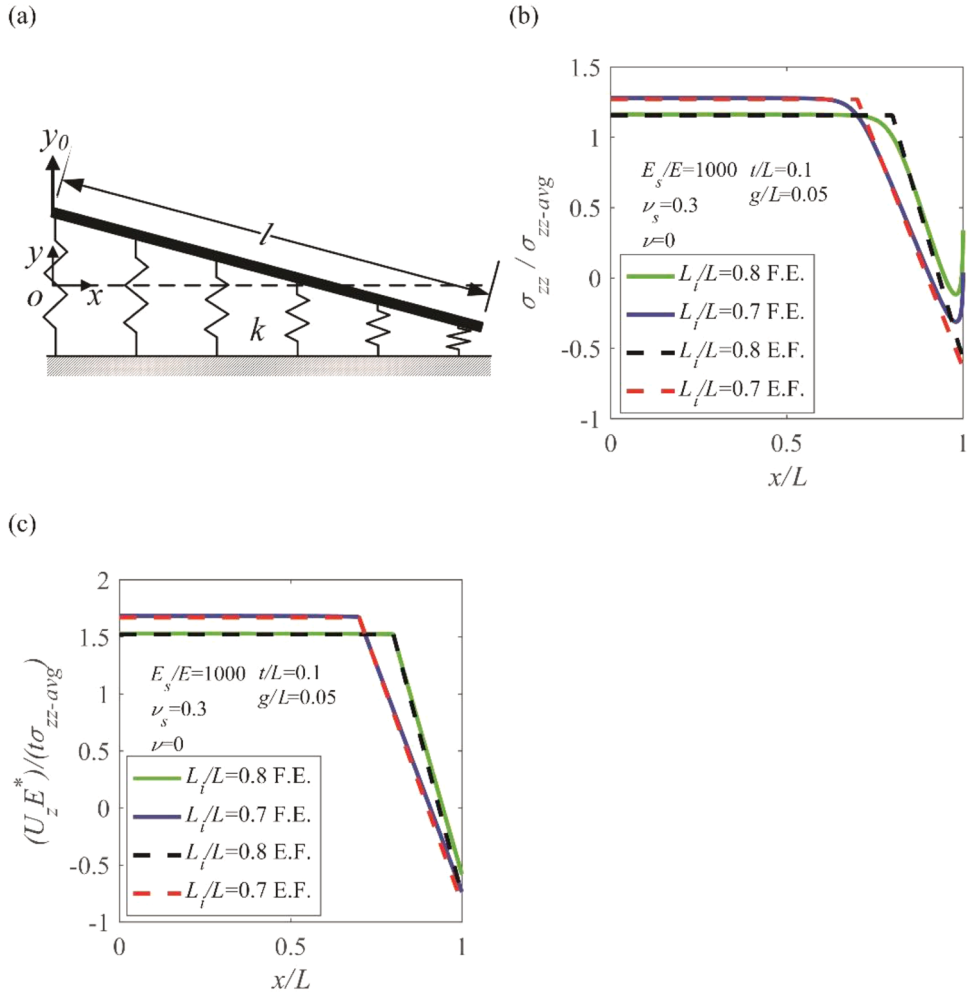 (a)
y0
l
y
o
x
k
(b)
1.5
1
0.5
0
-0.5
-1
σzz / σzz-avg
Es/E=1000 t/L=0.1
νs=0.3 g/L=0.05
ν=0
Li/L=0.8 F.E.
Li/L=0.7 F.E.
Li/L=0.8 E.F.
Li/L=0.7 E.F.
0
0.5
1
x/L
(c)
2
1.5
1
0.5
0
-0.5
-1
(UzE*)/(tσzz-avg)
Es/E=1000 t/L=0.1
νs=0.3 g/L=0.05
ν=0
Li/L=0.8 F.E.
Li/L=0.7 F.E.
Li/L=0.8 E.F.
Li/L=0.7 E.F.
0
0.5
1
x/L